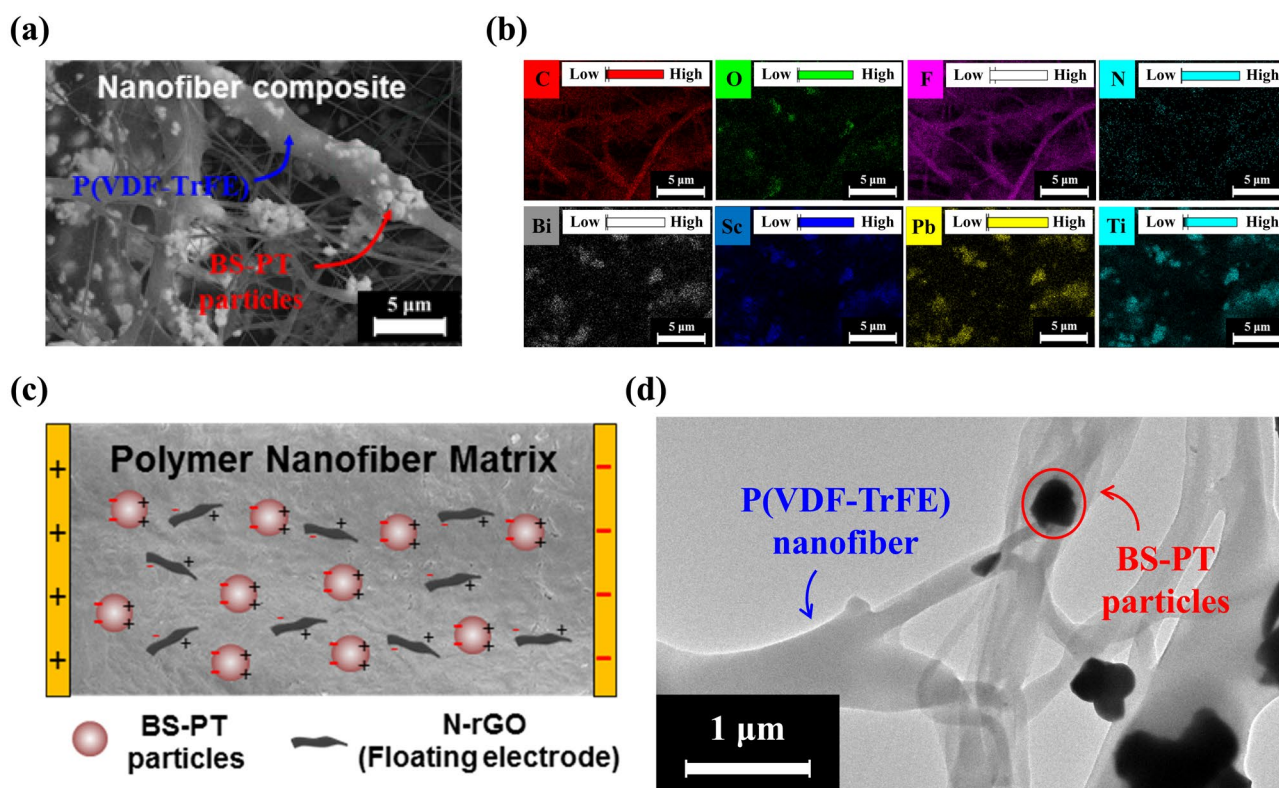 (a)
Nanofiber composite
P(VDF-TrFE)
BS-PT
particles
5 μm
(b)
C Low High
O Low High
F Low High
N Low High
5 μm 5 μm 5 μm 5 μm
Bi Low High
Sc Low High
Pb Low High
Ti Low High
5 μm 5 μm 5 μm 5 μm
(c)
Polymer Nanofiber Matrix
BS-PT
particles
N-rGO
(Floating electrode)
(d)
P(VDF-TrFE)
nanofiber
BS-PT
particles
1 μm